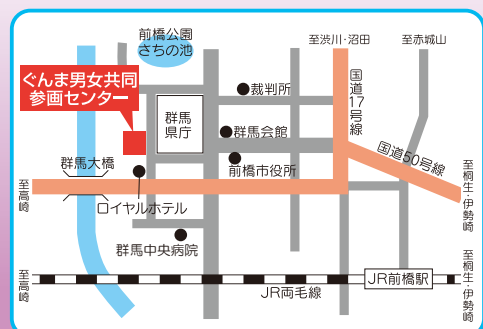 前橋公園
さちの池
至渋川・沼田
至赤城山
ぐんま男女共同
参画センター
国道17号線
裁判所
群馬
県庁
群馬会館
国道50号線
群馬大橋
前橋市役所
至桐生・伊勢崎
至高崎
ロイヤルホテル
群馬中央病院
至高崎
JR前橋駅
至桐生・伊勢崎
JR両毛線